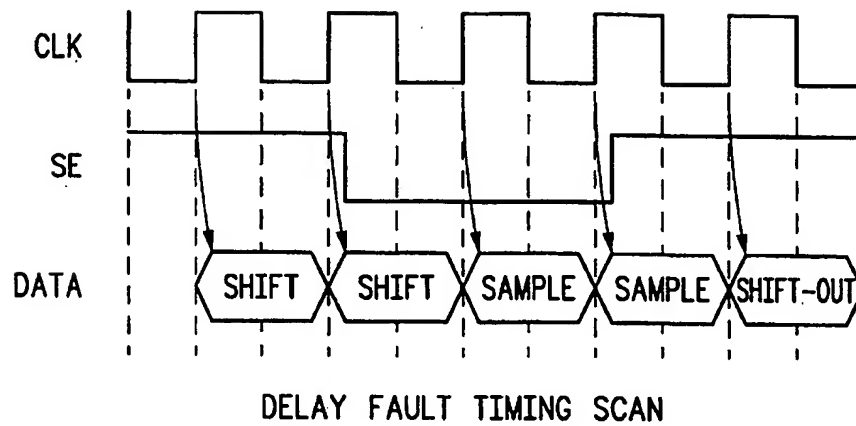 CLK
SE
DATA
SHIFT
SHIFT
SAMPLE
SAMPLE
SHIFT-OUT
DELAY FAULT TIMING SCAN